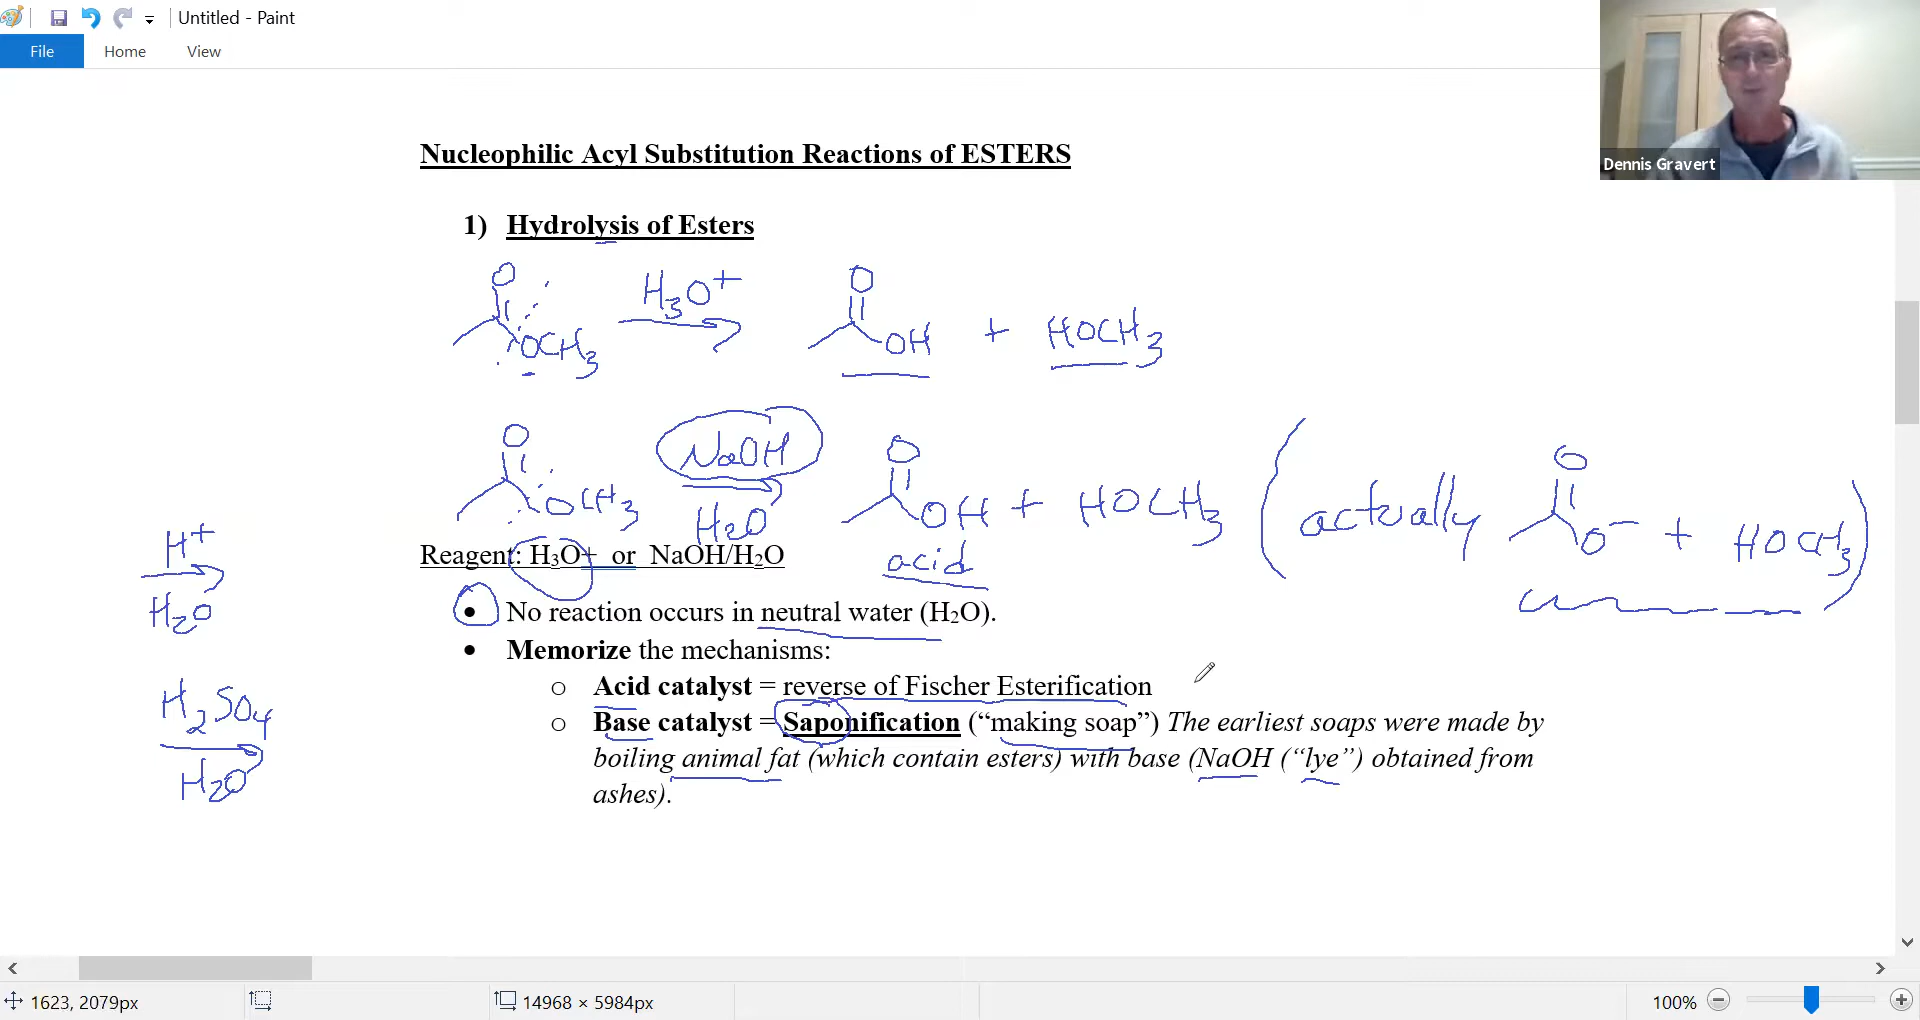 Untitled - Paint
File Home View
Dennis Gravert
Nucleophilic Acyl Substitution Reactions of ESTERS
1) Hydrolysis of Esters
O H₃O+ O
OCH₃ OH + HOCH₃
O NaOH O O
OCH₃ H₂O OH + HOCH₃ (actually O⁻ + HOCH₃)
acid
H+
H₂O
H₂SO₄
H₂O
Reagent: H₃O+ or NaOH/H₂O
• No reaction occurs in neutral water (H₂O).
• Memorize the mechanisms:
o Acid catalyst = reverse of Fischer Esterification
o Base catalyst = Saponification (“making soap”) The earliest soaps were made by
boiling animal fat (which contain esters) with base (NaOH (“lye”) obtained from
ashes).
1623, 2079px
14968 × 5984px
100%